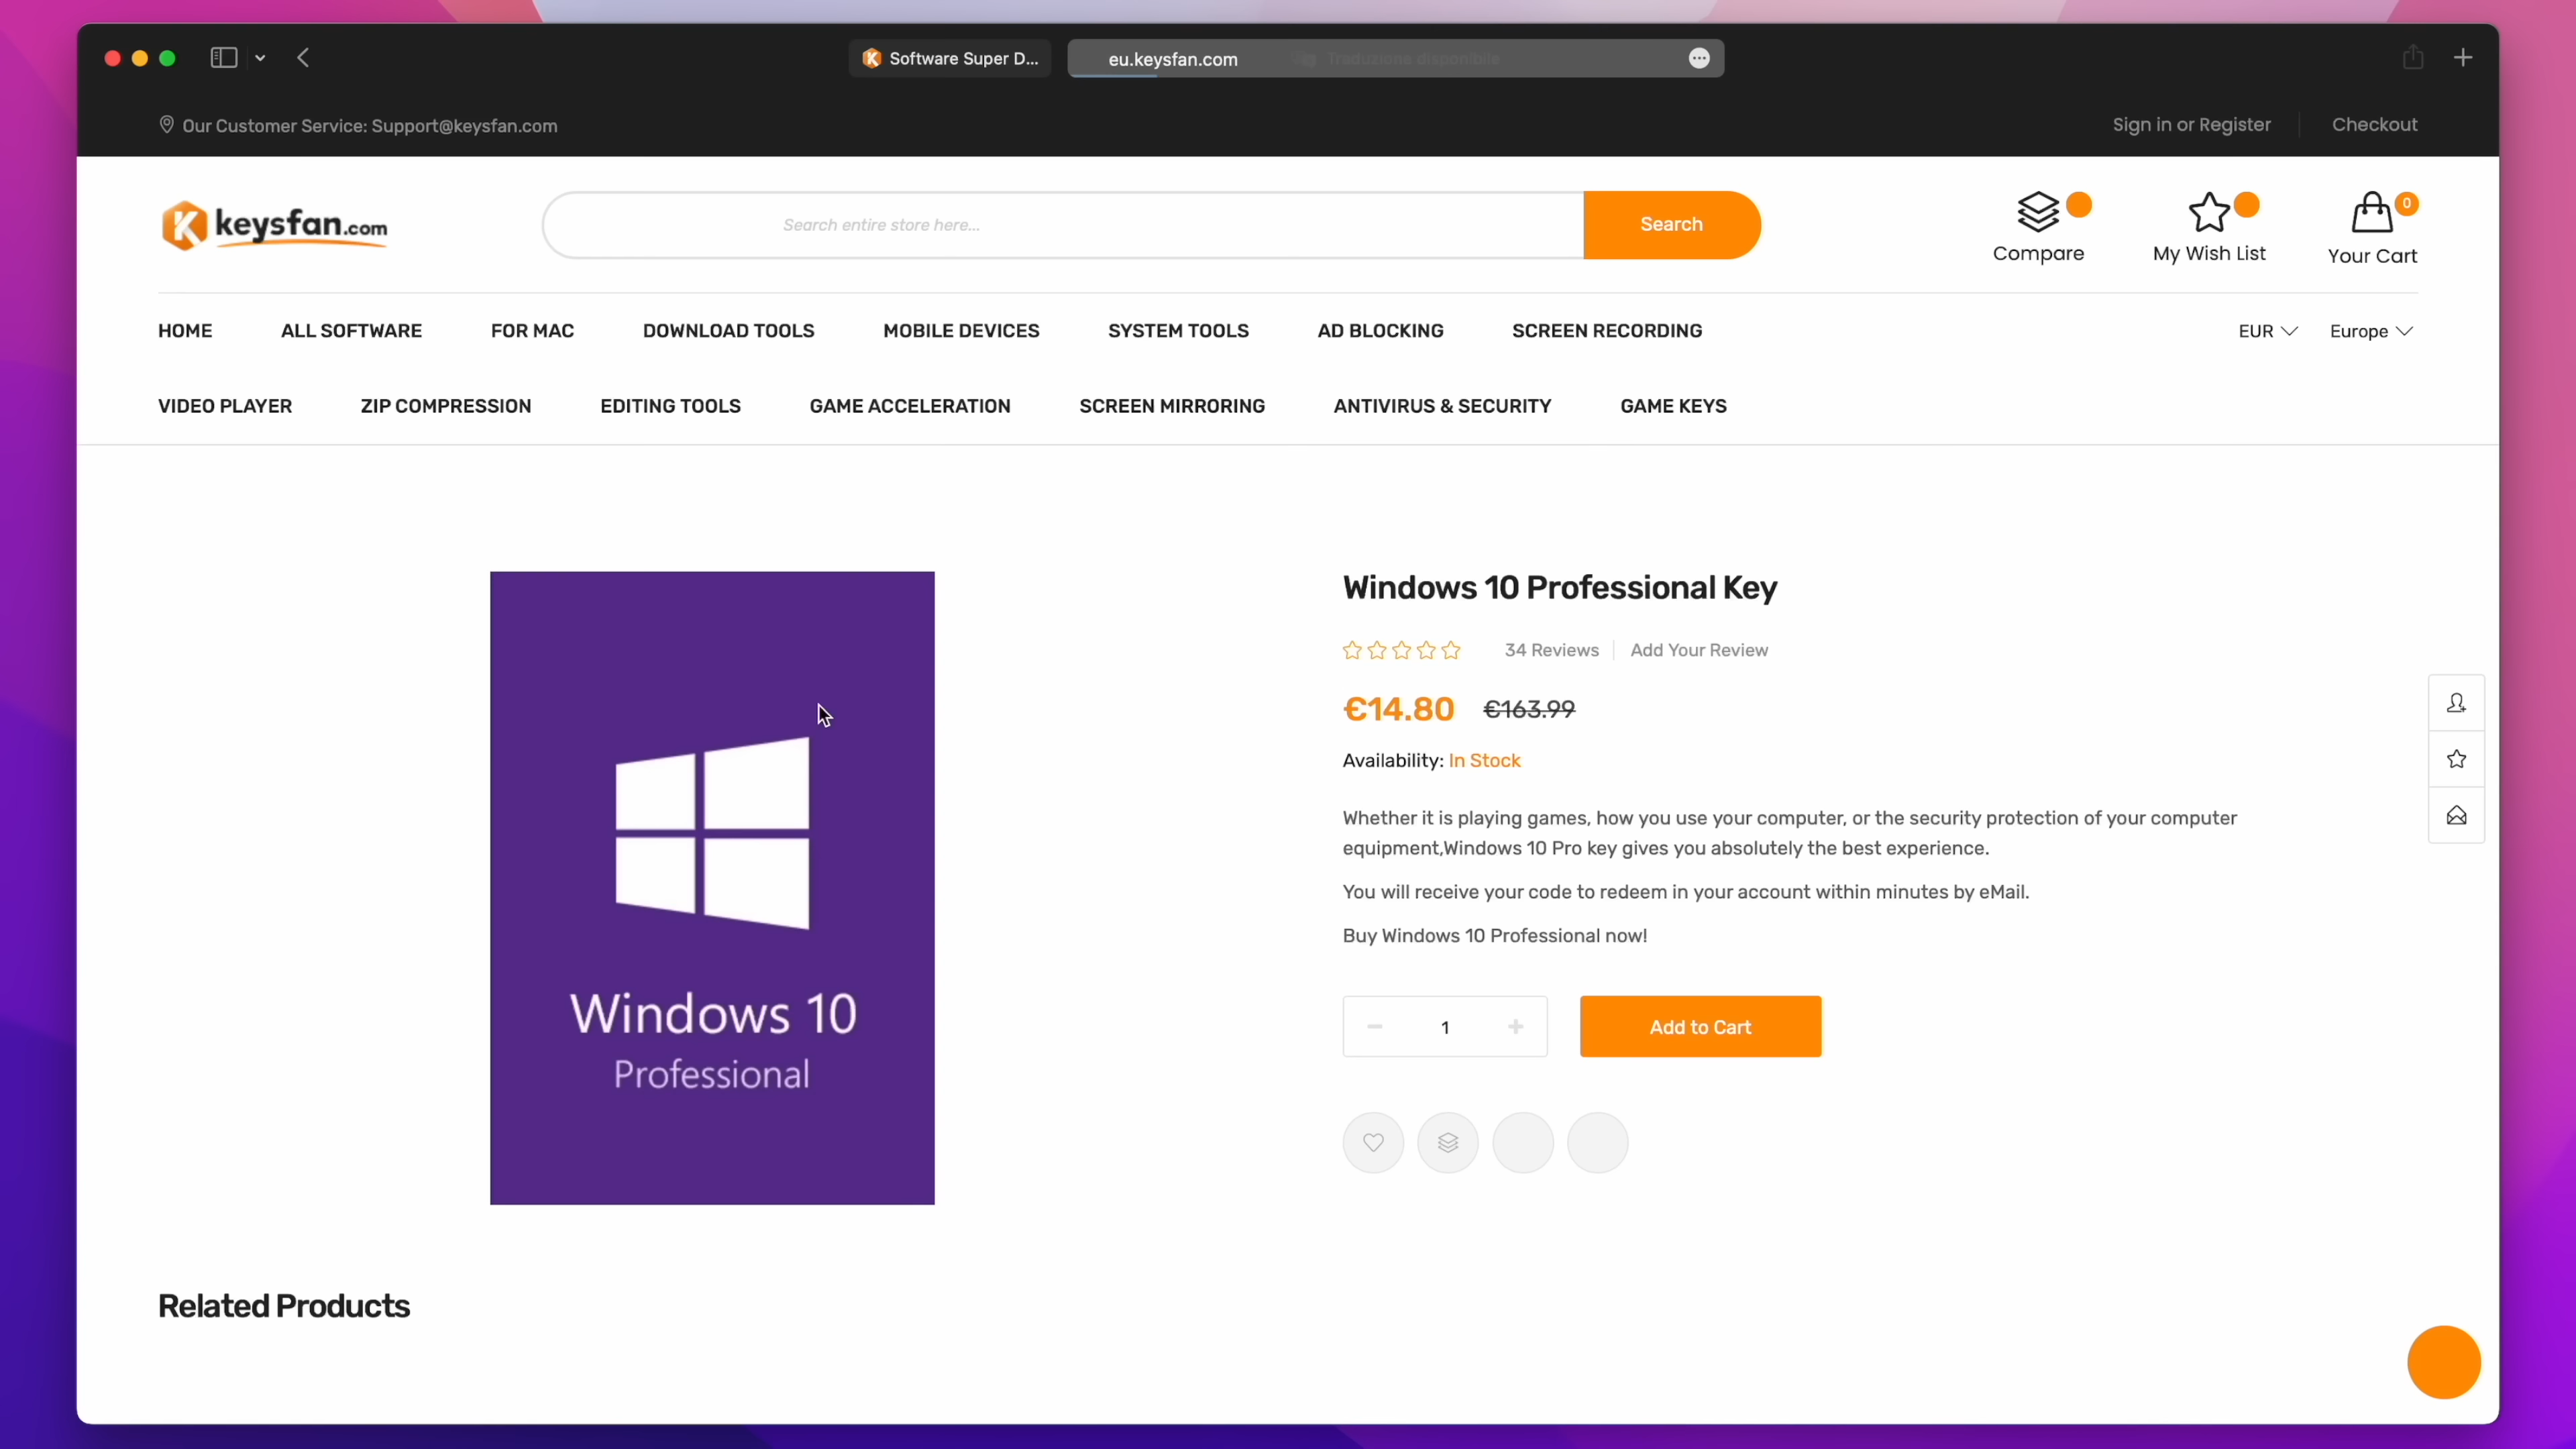 Software Super D...
eu.keysfan.com
Traduzione disponibile
Our Customer Service: Support@keysfan.com
Sign in or Register
Checkout
keysfan.com
Search entire store here...
Search
Compare
My Wish List
0
Your Cart
HOME
ALL SOFTWARE
FOR MAC
DOWNLOAD TOOLS
MOBILE DEVICES
SYSTEM TOOLS
AD BLOCKING
SCREEN RECORDING
EUR
Europe
VIDEO PLAYER
ZIP COMPRESSION
EDITING TOOLS
GAME ACCELERATION
SCREEN MIRRORING
ANTIVIRUS & SECURITY
GAME KEYS
Windows 10
Professional
Windows 10 Professional Key
34 Reviews
Add Your Review
€14.80 €163.99
Availability: In Stock
Whether it is playing games, how you use your computer, or the security protection of your computer
equipment,Windows 10 Pro key gives you absolutely the best experience.
You will receive your code to redeem in your account within minutes by eMail.
Buy Windows 10 Professional now!
1
Add to Cart
Related Products